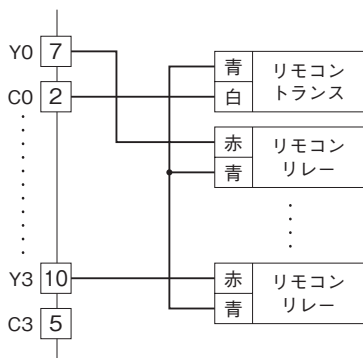 Y0 7
C0 2
Y3 10
C3 5
青 リモコン
白 トランス
赤 リモコン
青 リレー
赤 リモコン
青 リレー